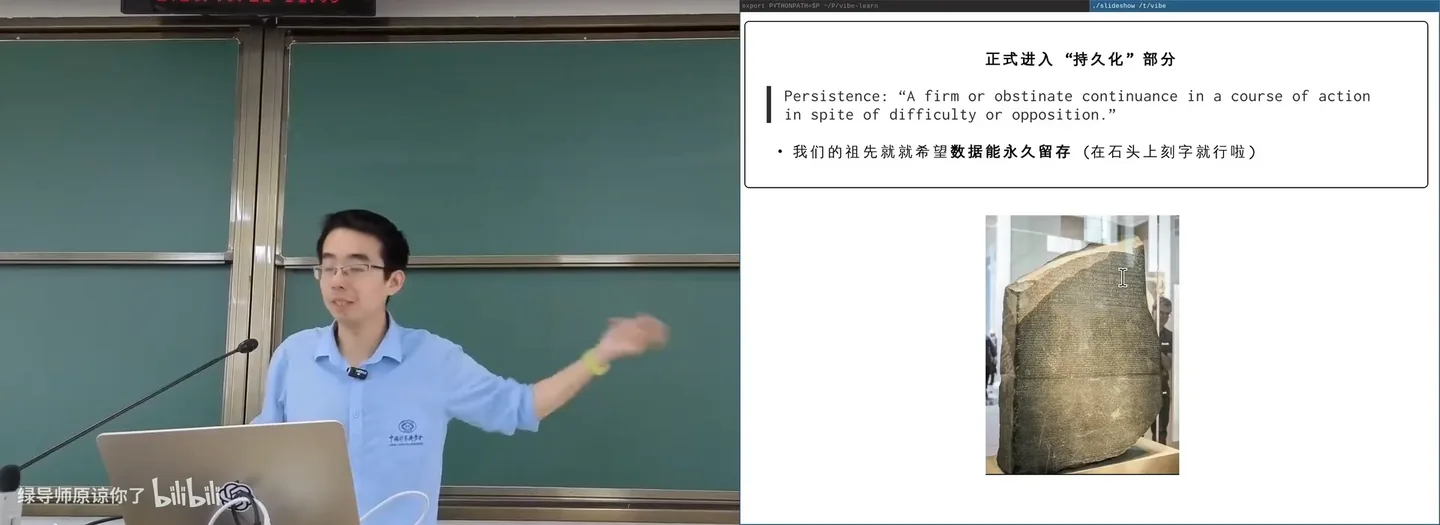 export PYTHONPATH=$P ~/P/vibe-learn
./slideshow /t/vibe
正式进入 “持久化” 部分
Persistence: “A firm or obstinate continuance in a course of action
in spite of difficulty or opposition.”
• 我们的祖先就就希望数据能永久留存 (在石头上刻字就行啦)
绿导师原谅你了 bilibili